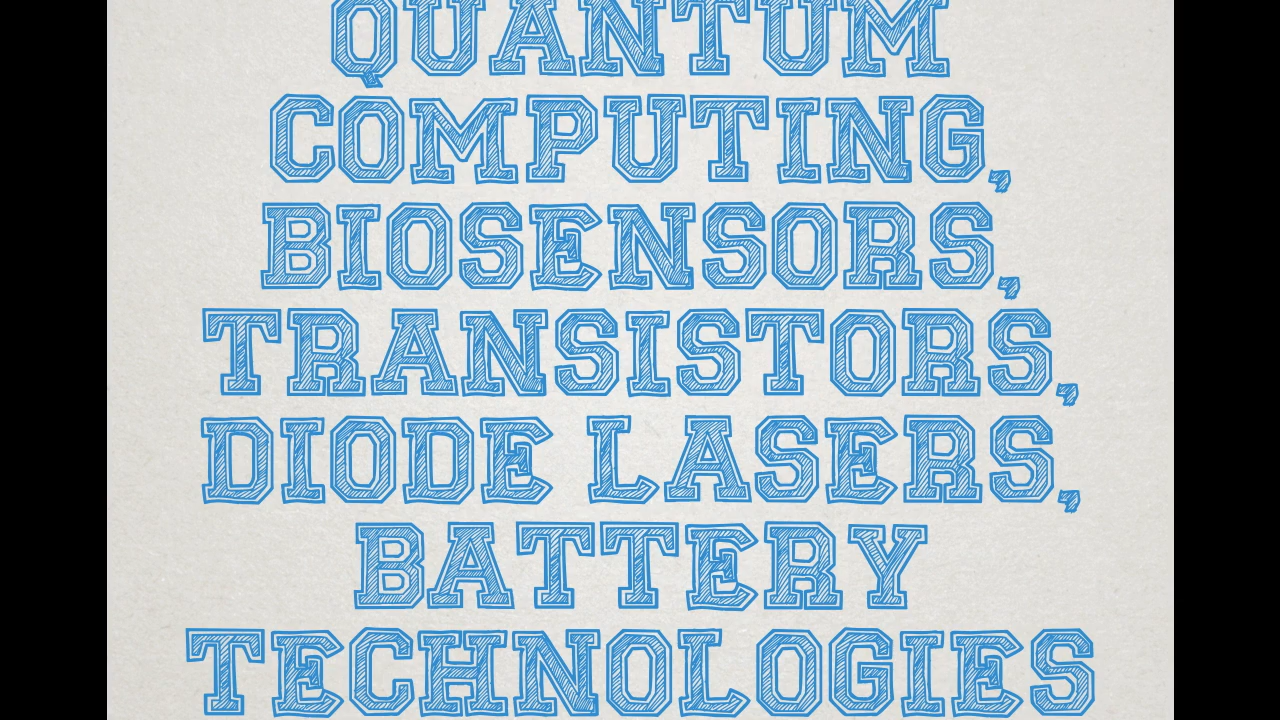 QUANTUM
COMPUTING,
BIOSENSORS,
TRANSISTORS,
DIODE LASERS,
BATTERY
TECHNOLOGIES